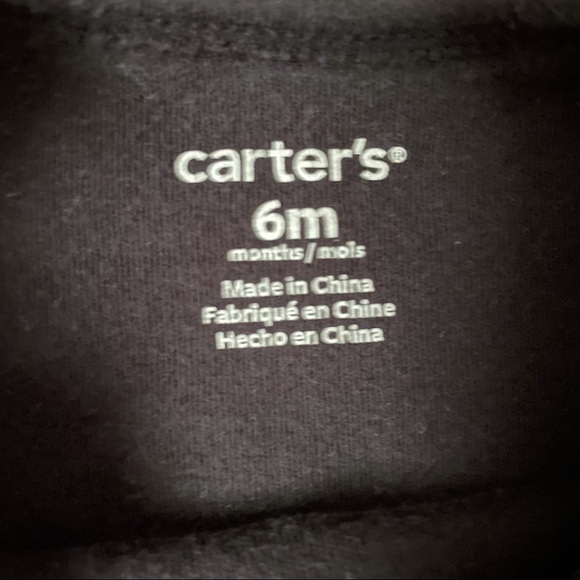 carter's®
6m
months/mois
Made in China
Fabriqué en Chine
Hecho en China